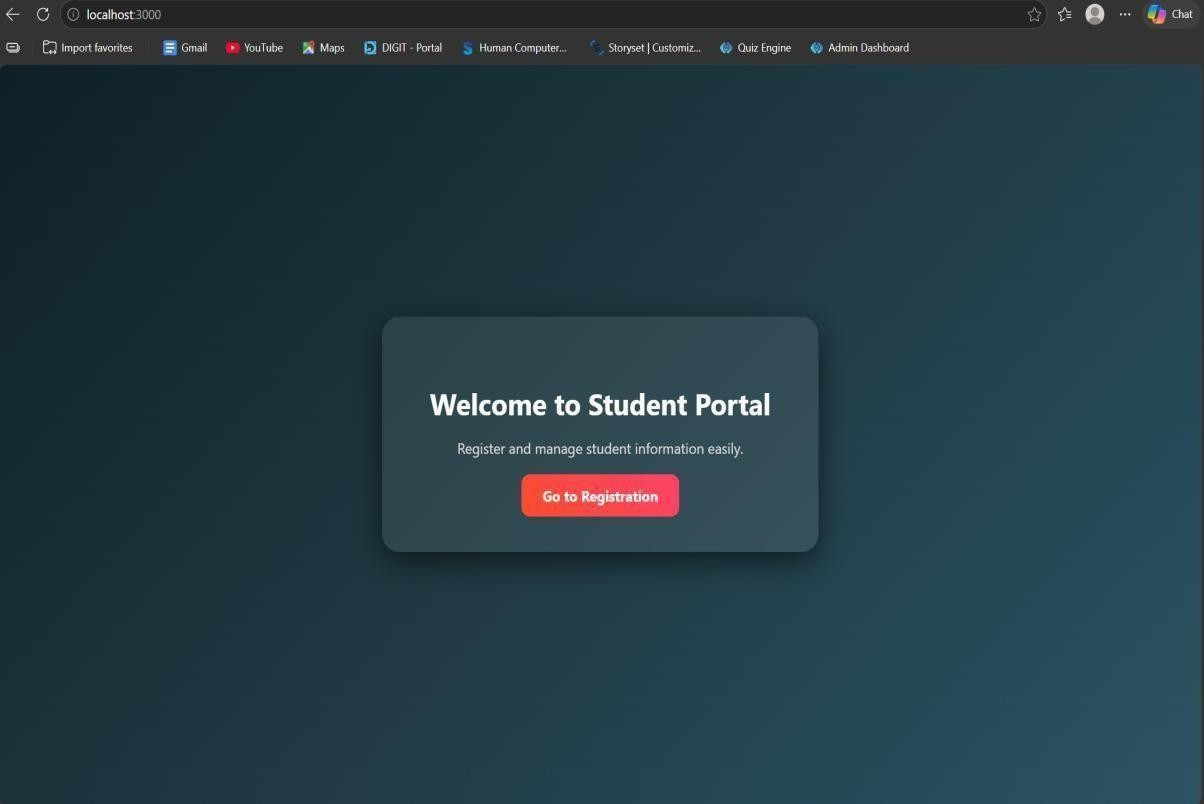 localhost:3000
Chat
Import favorites Gmail YouTube Maps DIGIT - Portal Human Computer... Storyset | Customiz... Quiz Engine Admin Dashboard
Welcome to Student Portal
Register and manage student information easily.
Go to Registration